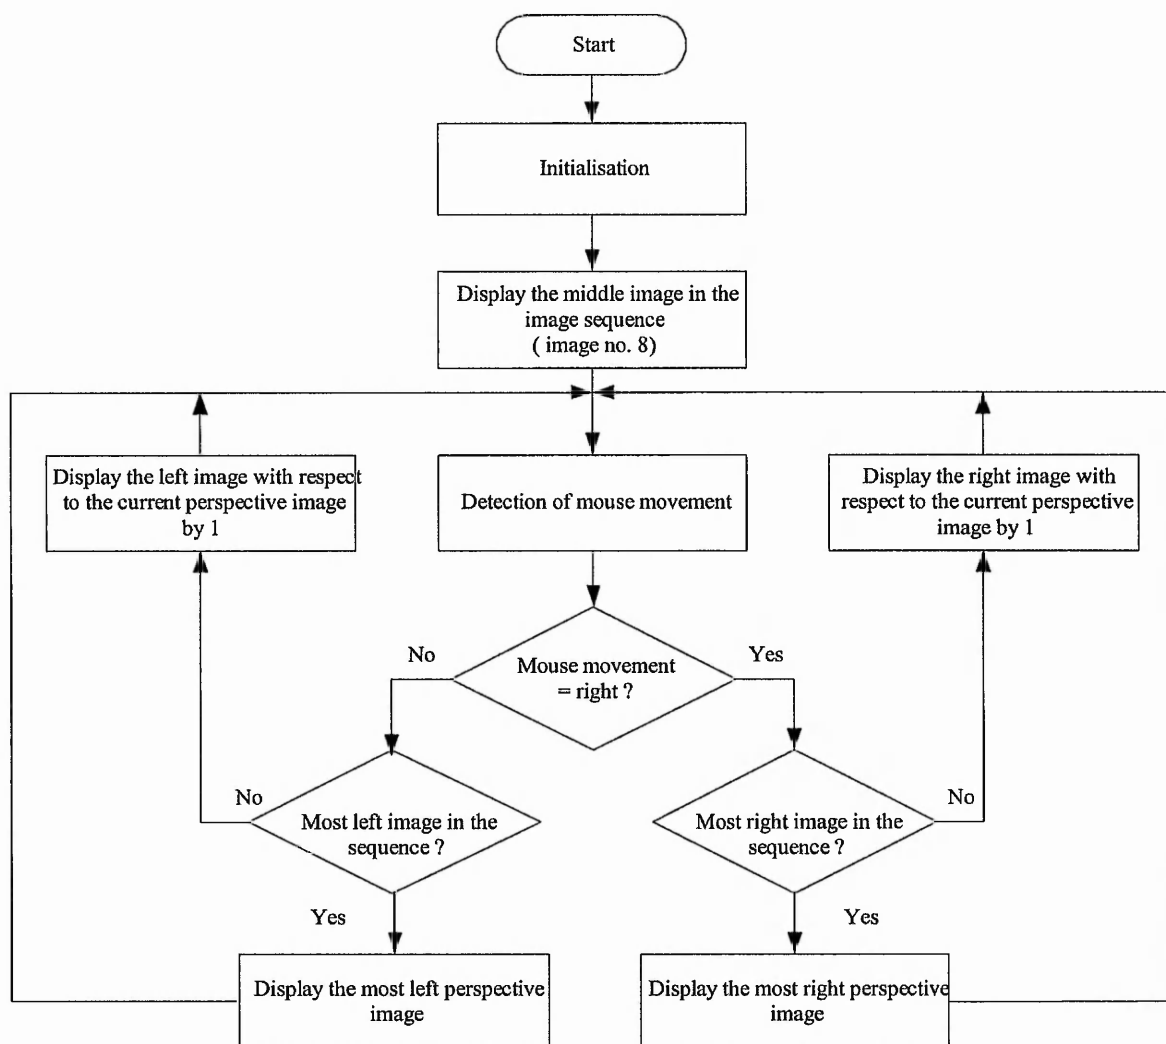 Start
Initialisation
Display the middle image in the
image sequence
( image no. 8)
Display the left image with respect
to the current perspective image
by 1
Detection of mouse movement
Display the right image with
respect to the current perspective
image by 1
No
Mouse movement
= right ?
Yes
No
Most left image in the
sequence ?
Most right image in the
sequence ?
No
Yes
Yes
Display the most left perspective
image
Display the most right perspective
image